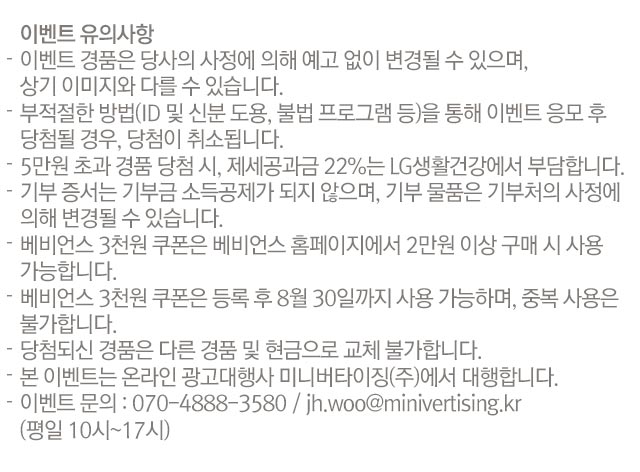 이벤트 유의사항
- 이벤트 경품은 당사의 사정에 의해 예고 없이 변경될 수 있으며,
상기 이미지와 다를 수 있습니다.
- 부적절한 방법(ID 및 신분 도용, 불법 프로그램 등)을 통해 이벤트 응모 후
당첨될 경우, 당첨이 취소됩니다.
- 5만원 초과 경품 당첨 시, 제세공과금 22%는 LG생활건강에서 부담합니다.
- 기부 증서는 기부금 소득공제가 되지 않으며, 기부 물품은 기부처의 사정에
의해 변경될 수 있습니다.
- 베비언스 3천원 쿠폰은 베비언스 홈페이지에서 2만원 이상 구매 시 사용
가능합니다.
- 베비언스 3천원 쿠폰은 등록 후 8월 30일까지 사용 가능하며, 중복 사용은
불가합니다.
- 당첨되신 경품은 다른 경품 및 현금으로 교체 불가합니다.
- 본 이벤트는 온라인 광고대행사 미니버타이징(주)에서 대행합니다.
- 이벤트 문의 : 070-4888-3580 / jh.woo@minivertising.kr
(평일 10시~17시)